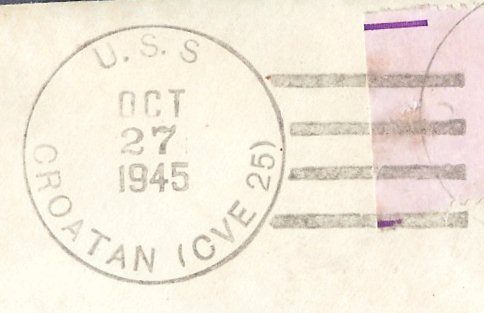 U.S.S
OCT
27
1945
CROATAN (CVE 25)